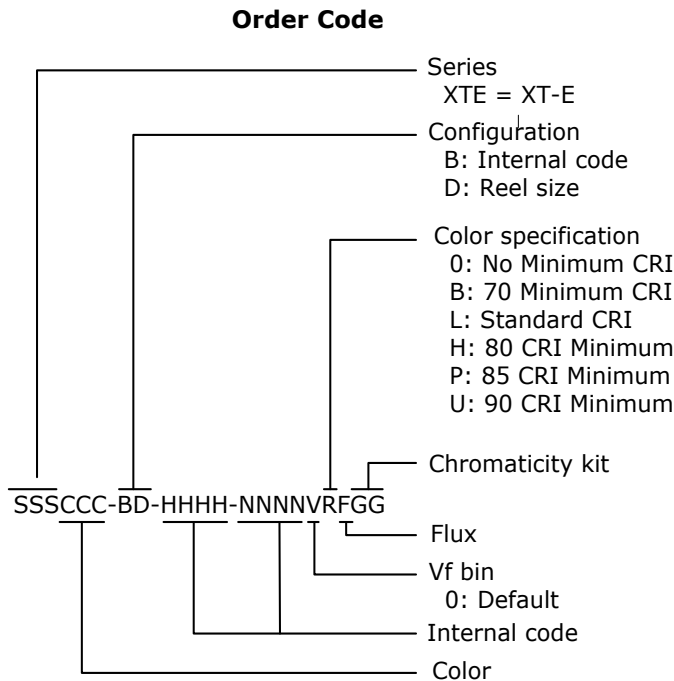 Order Code
Series
XTE = XT-E
Configuration
B: Internal code
D: Reel size
Color specification
0: No Minimum CRI
B: 70 Minimum CRI
L: Standard CRI
H: 80 CRI Minimum
P: 85 CRI Minimum
U: 90 CRI Minimum
Chromaticity kit
SSSCCC-BD-HHHH-NNNNVRFGG
Flux
Vf bin
0: Default
Internal code
Color